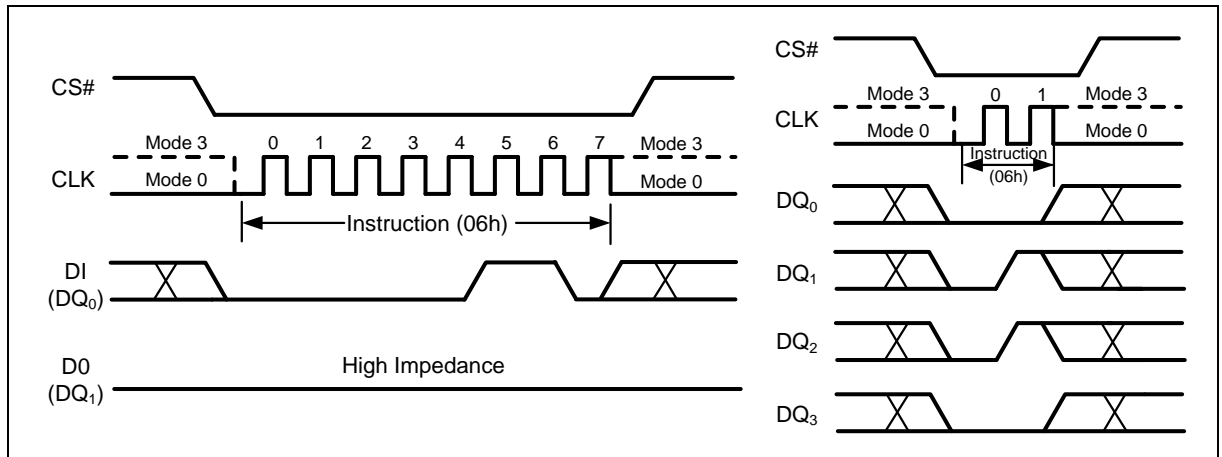 CS#
Mode 3 0 1 2 3 4 5 6 7 Mode 3
CLK
Mode 0 Mode 0
Instruction (06h)
DI
(DQ₀)
D0
(DQ₁)
High Impedance
CS#
Mode 3 0 1 Mode 3
CLK
Mode 0 Mode 0
Instruction
(06h)
DQ₀
DQ₁
DQ₂
DQ₃